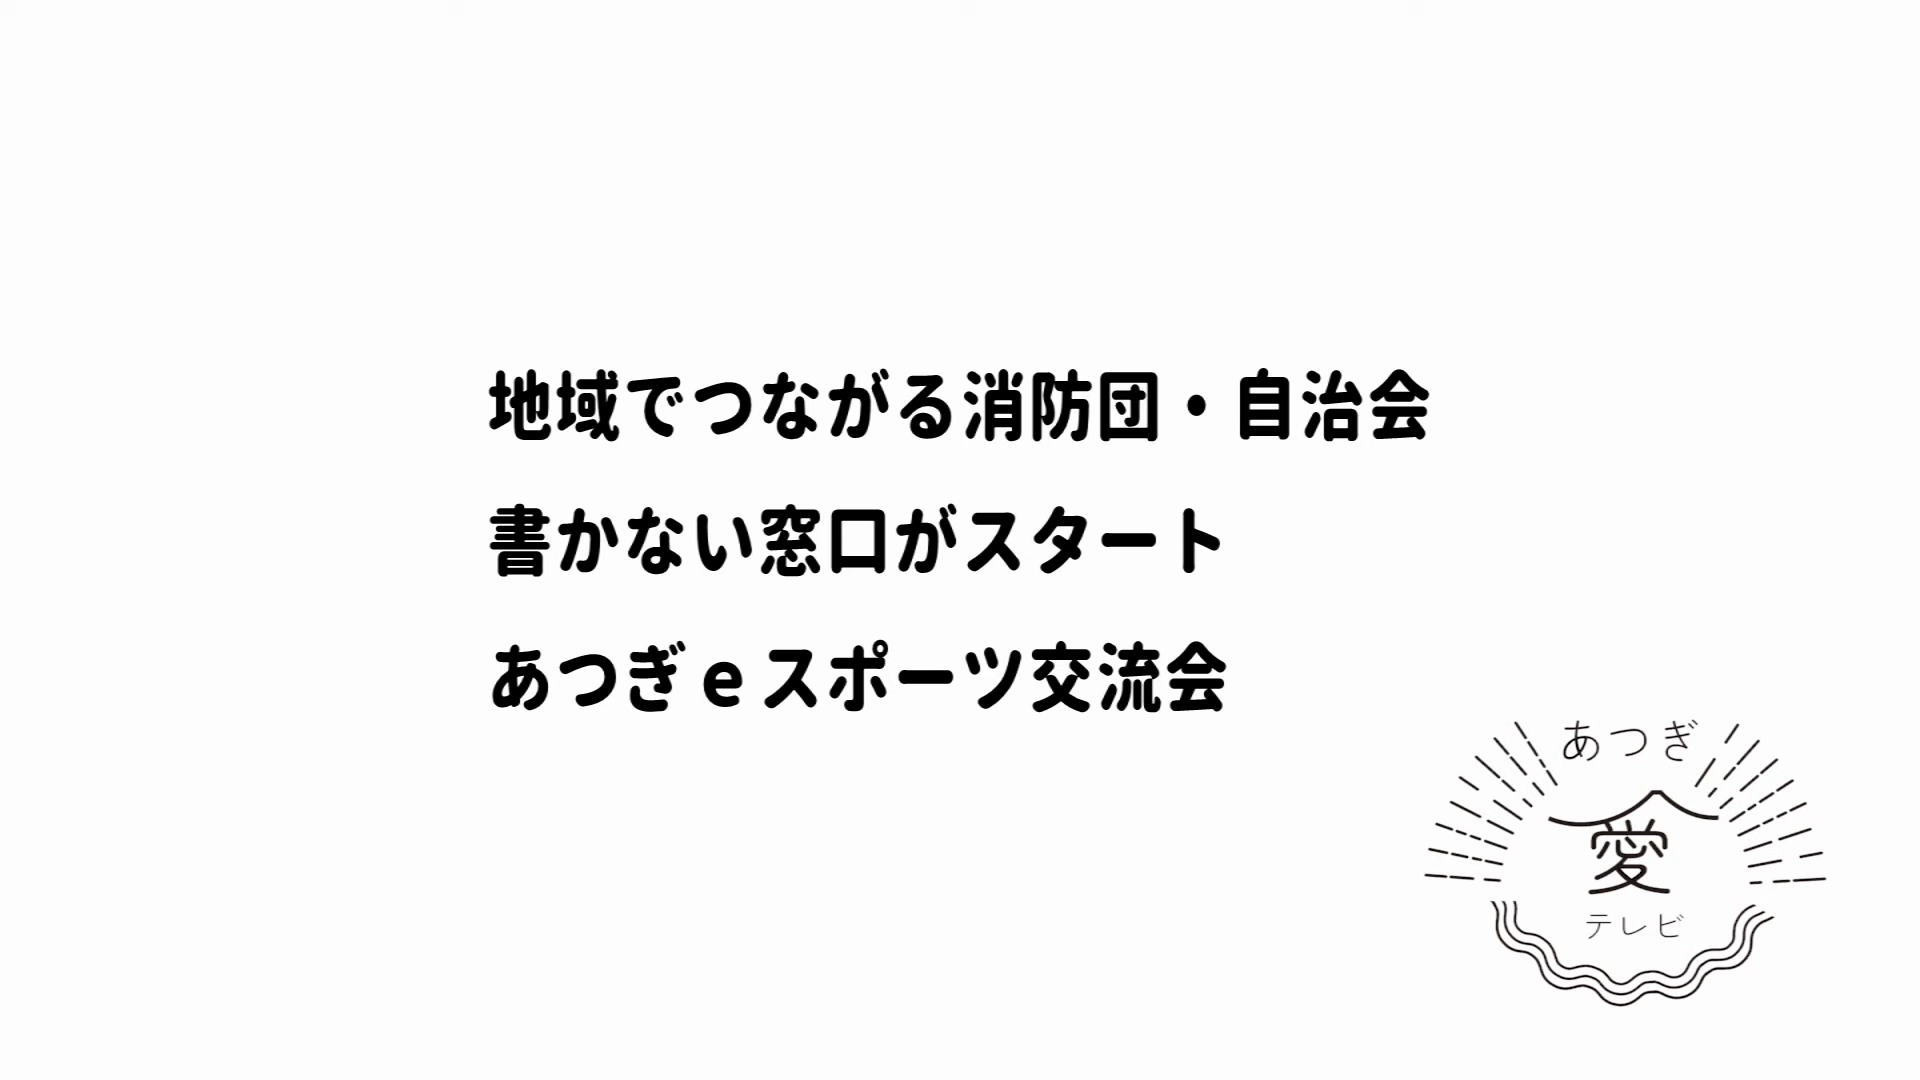 地域でつながる消防団・自治会
書かない窓口がスタート
あつぎｅスポーツ交流会
あつぎ
愛
テレビ